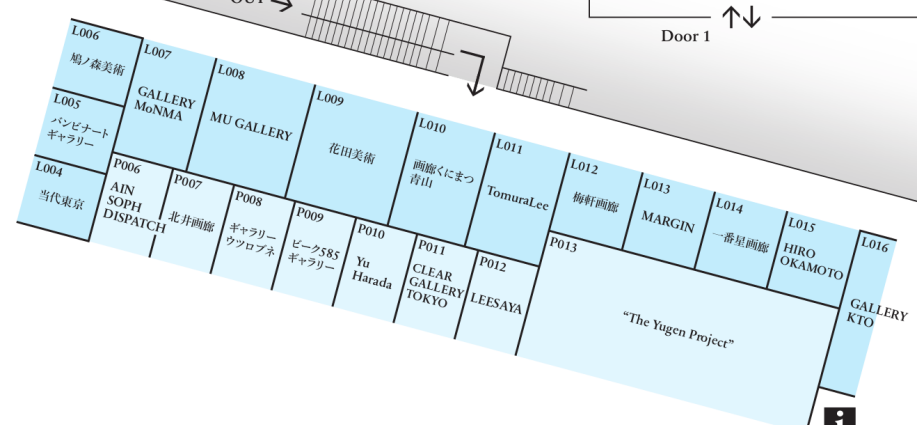 OUT
Door 1
L006
鳩ノ森美術
L005
バンビナート
ギャラリー
L004
当代東京
L007
GALLERY
MoNMA
L008
MU GALLERY
L009
花田美術
L010
画廊くにまつ
青山
L011
TomuraLee
L012
梅軒画廊
L013
MARGIN
L014
一番星画廊
L015
HIRO
OKAMOTO
L016
GALLERY
KTO
P006
AIN
SOPH
DISPATCH
P007
北井画廊
P008
ギャラリー
ウツロブネ
P009
ピーク585
ギャラリー
P010
Yu
Harada
P011
CLEAR
GALLERY
TOKYO
P012
LEESAYA
P013
“The Yugen Project”
i